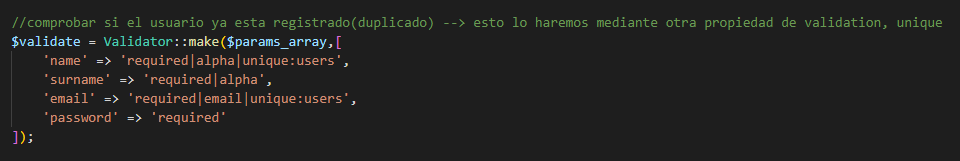 //comprobar si el usuario ya esta registrado(duplicado) --> esto lo haremos mediante otra propiedad de validation, unique
$validate = Validator::make($params_array,[
    'name' => 'required|alpha|unique:users',
    'surname' => 'required|alpha',
    'email' => 'required|email|unique:users',
    'password' => 'required'
]);